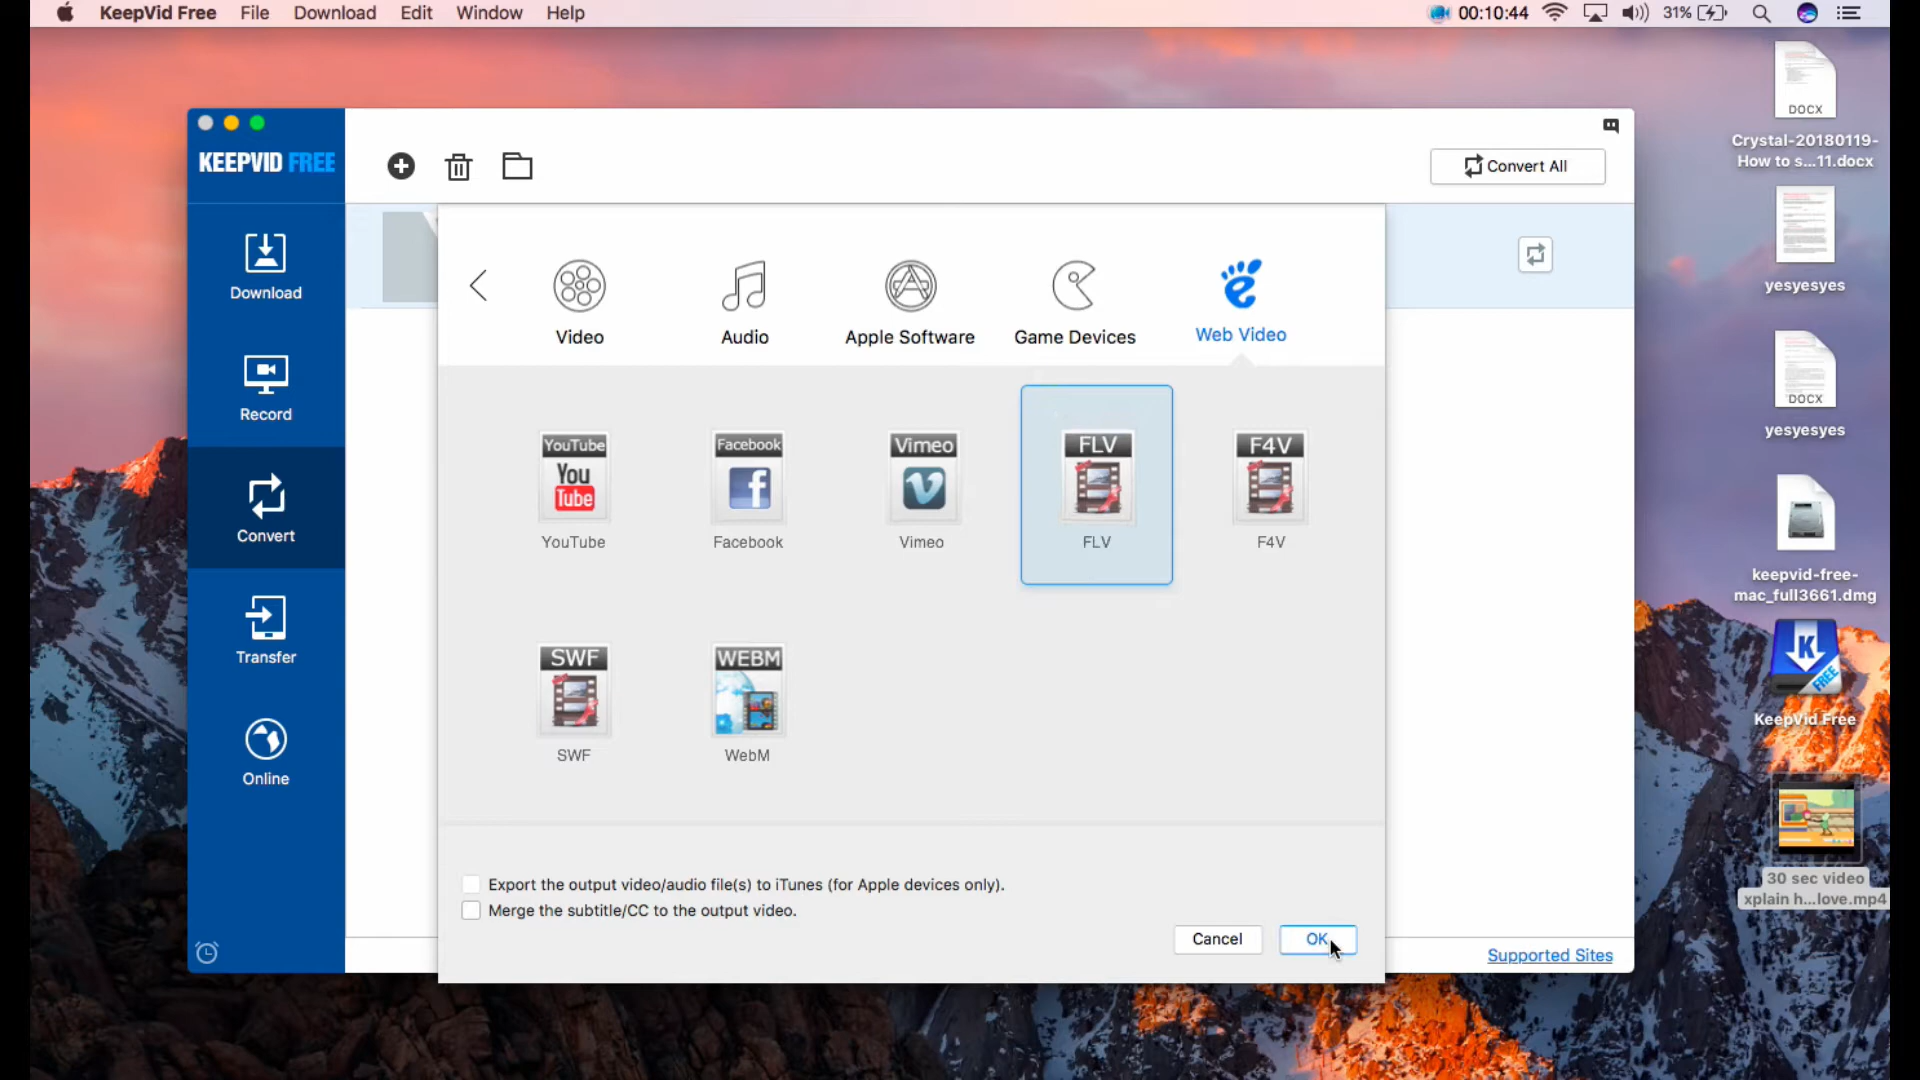 KeepVid Free File Download Edit Window Help 00:10:44 31%
KEEPVID FREE
Convert All
Download
Record
Convert
Transfer
Online
Video
Audio
Apple Software
Game Devices
Web Video
YouTube
You
Tube
YouTube
Facebook
f
Facebook
Vimeo
V
Vimeo
FLV
FLV
F4V
F4V
SWF
SWF
WEBM
WebM
Export the output video/audio file(s) to iTunes (for Apple devices only).
Merge the subtitle/CC to the output video.
Cancel
OK
Supported Sites
DOCX
Crystal-20180119-
How to s...11.docx
yesyesyes
DOCX
yesyesyes
keepvid-free-
mac_full3661.dmg
K
FREE
KeepVid Free
30 sec video
xplain h...love.mp4